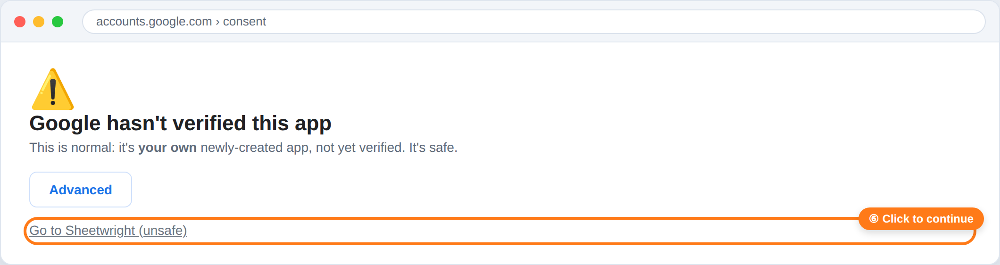 accounts.google.com › consent
Google hasn't verified this app
This is normal: it's your own newly-created app, not yet verified. It's safe.
Advanced
⑥ Click to continue
Go to Sheetwright (unsafe)